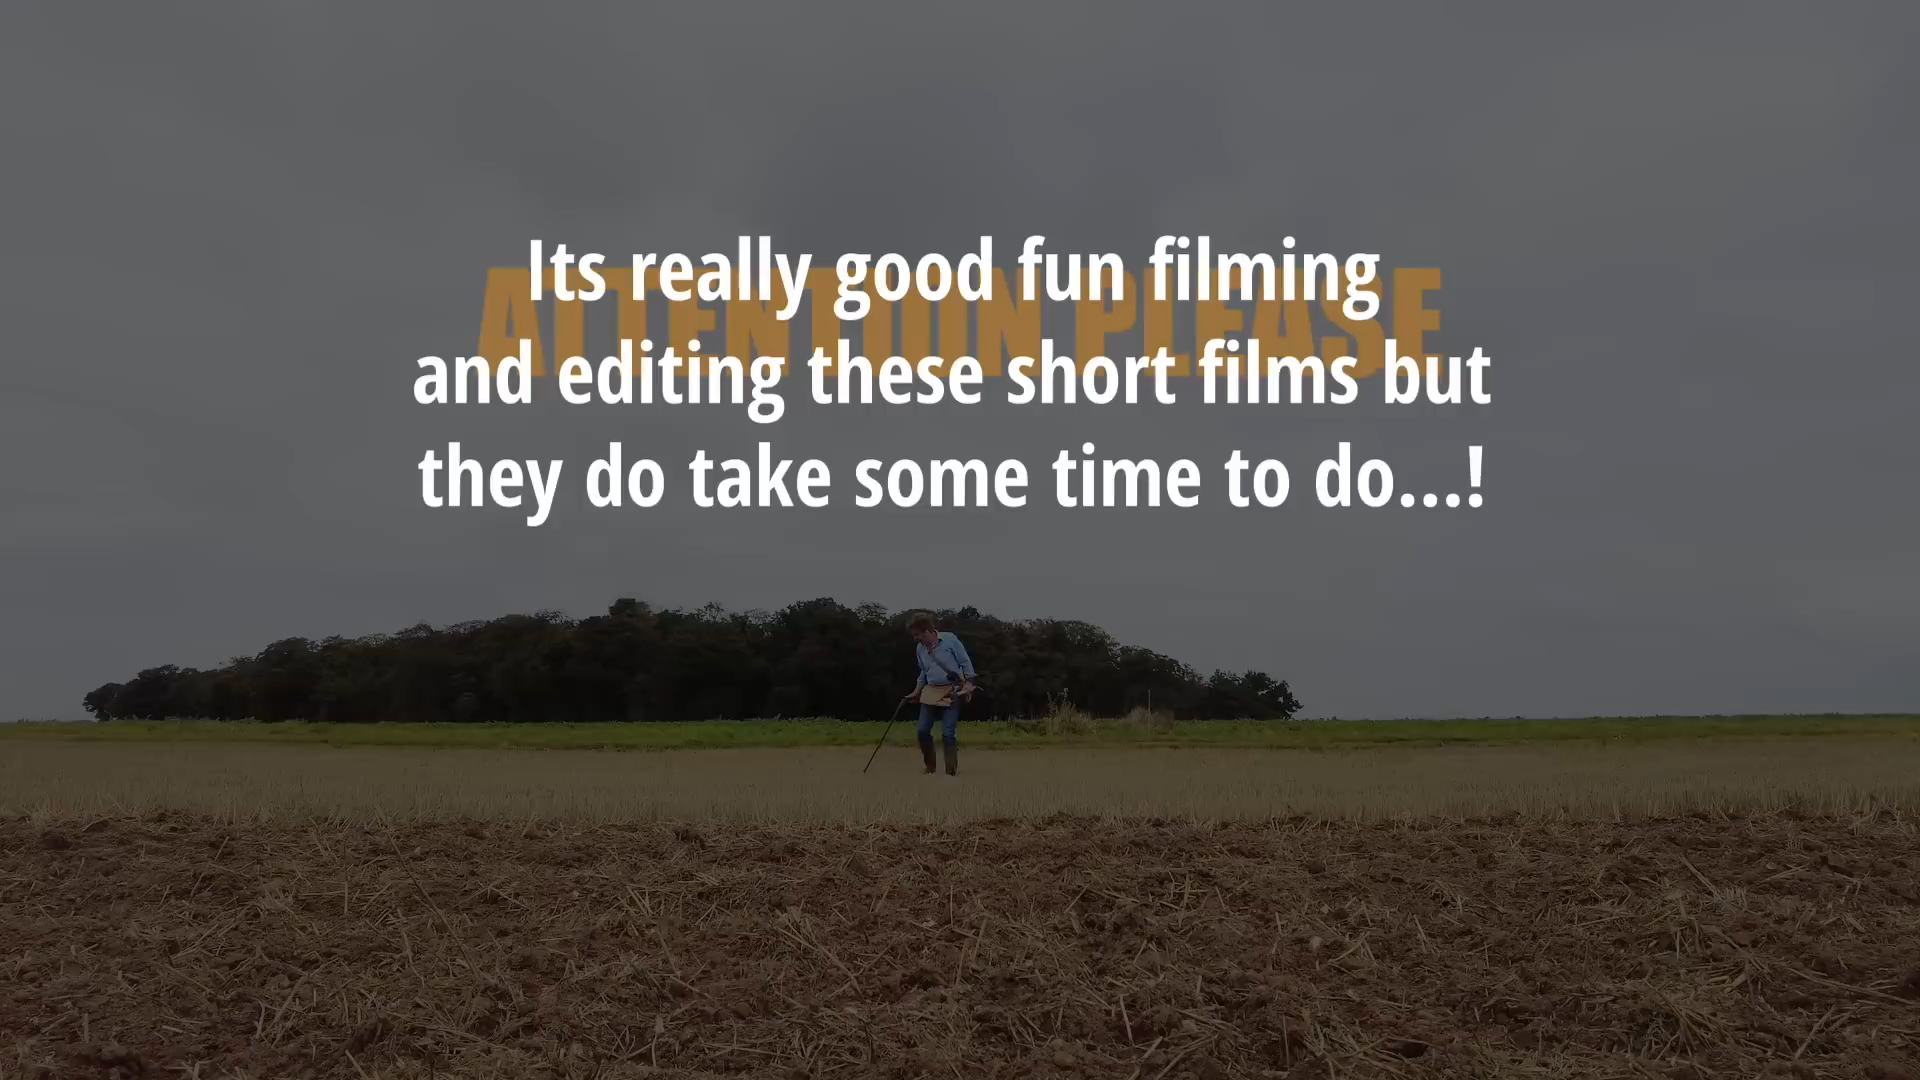 ATTENTION PLEASE
Its really good fun filming
and editing these short films but
they do take some time to do...!